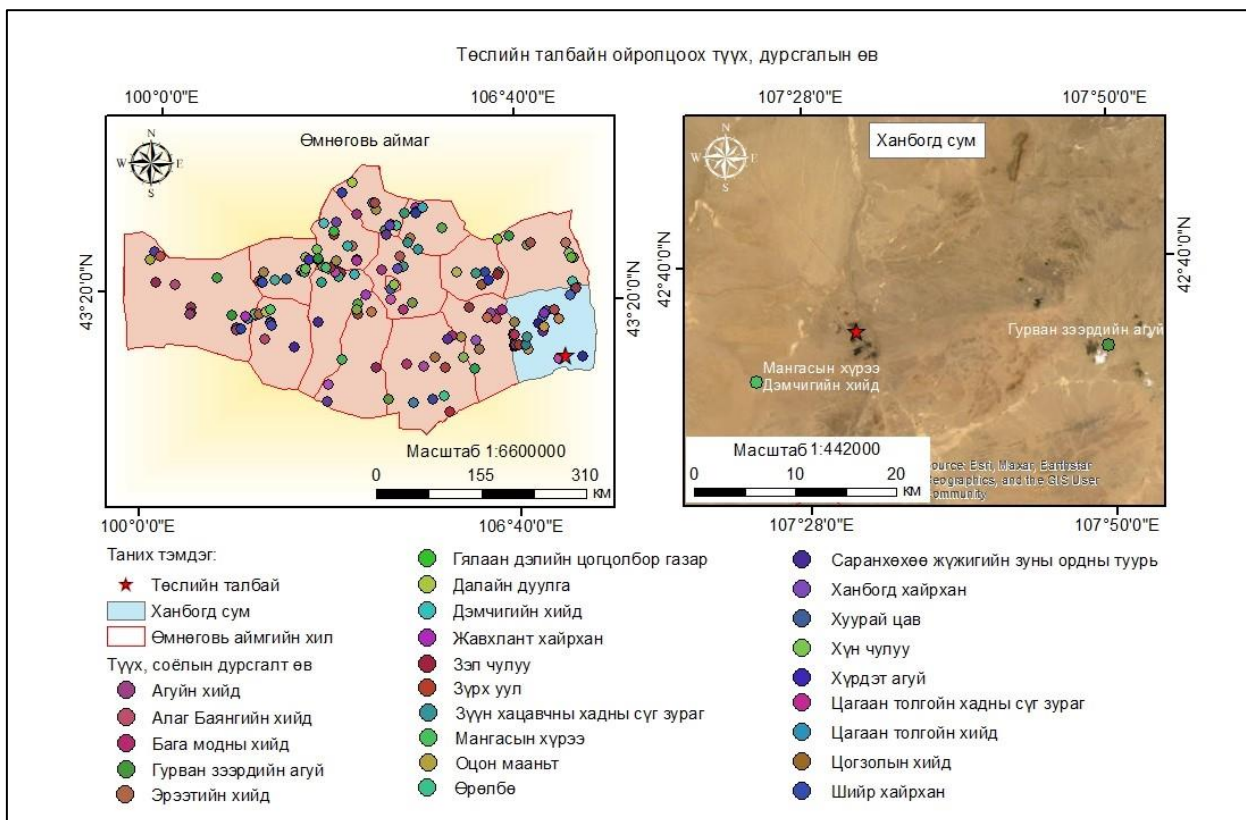 Төслийн талбайн ойролцоох түүх, дурсгалын өв
100°0'0"E
106°40'0"E
107°28'0"E
107°50'0"E
Өмнөговь аймаг
Ханбогд сум
N
W
E
S
N
W
E
S
43°20'0"N
43°20'0"N
42°40'0"N
42°40'0"N
Гурван зээрдийн агуй
Мангасын хүрээ
Дэмчигийн хийд
Масштаб 1:6600000
0 155 310
км
Масштаб 1:442000
0 10 20
км
ource: Esri, Maxar, Earthstar
eographics, and the GIS User
ommunity
100°0'0"E
106°40'0"E
107°28'0"E
107°50'0"E
Таних тэмдэг:
Төслийн талбай
Ханбогд сум
Өмнөговь аймгийн хил
Түүх, соёлын дурсгалт өв
Агуйн хийд
Алаг Баянгийн хийд
Бага модны хийд
Гурван зээрдийн агуй
Эрээтийн хийд
Гялаан дэлийн цогцолбор газар
Далайн дуулга
Дэмчигийн хийд
Жавхлант хайрхан
Зэл чулуу
Зүрх уул
Зүүн хацавчны хадны сүг зураг
Мангасын хүрээ
Оцон мааньт
Өрөлбө
Саранхөхөө жүжигийн зуны ордны туурь
Ханбогд хайрхан
Хуурай цав
Хүн чулуу
Хүрдэт агуй
Цагаан толгойн хадны сүг зураг
Цагаан толгойн хийд
Цогзолын хийд
Шийр хайрхан